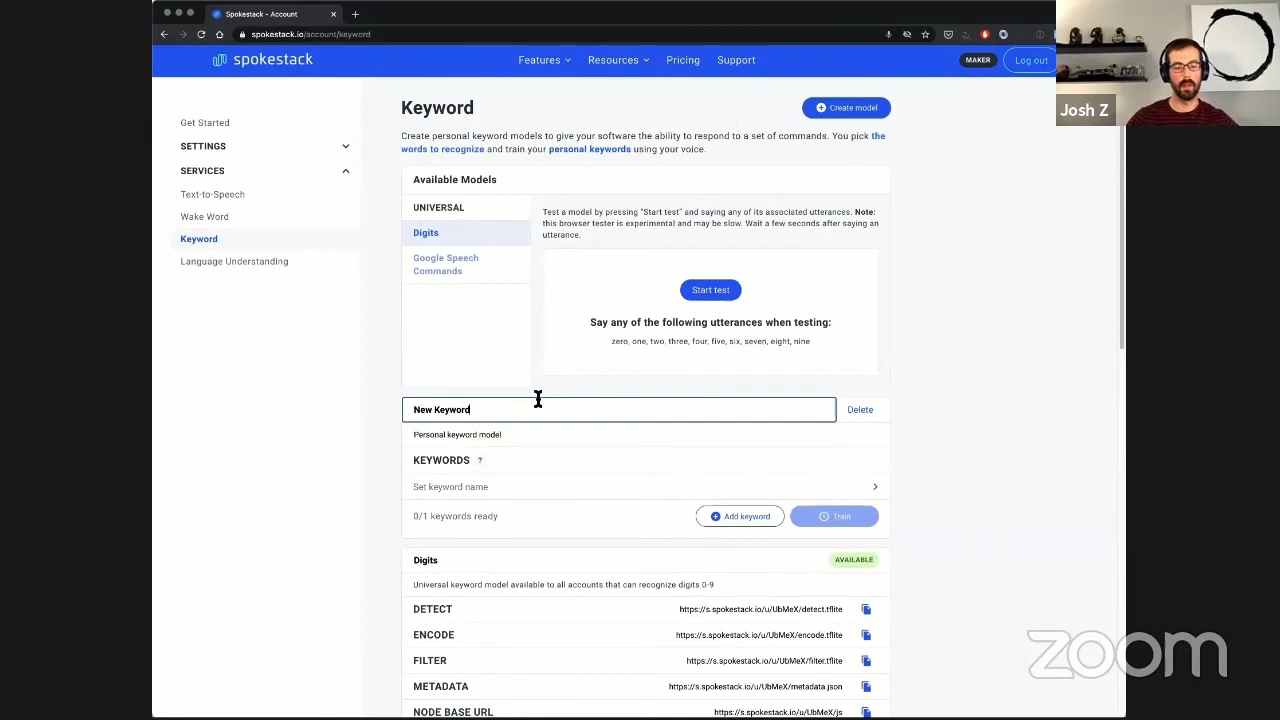 Spokestack - Account
spokestack.io/account/keyword
spokestack
Features
Resources
Pricing
Support
MAKER
Log out
Josh Z
Get Started
SETTINGS
SERVICES
Text-to-Speech
Wake Word
Keyword
Language Understanding
Keyword
Create model
Create personal keyword models to give your software the ability to respond to a set of commands. You pick the
words to recognize and train your personal keywords using your voice.
Available Models
UNIVERSAL
Digits
Google Speech
Commands
Test a model by pressing "Start test" and saying any of its associated utterances. Note:
this browser tester is experimental and may be slow. Wait a few seconds after saying an
utterance.
Start test
Say any of the following utterances when testing:
zero, one, two, three, four, five, six, seven, eight, nine
New Keyword
Delete
Personal keyword model
KEYWORDS ?
Set keyword name
0/1 keywords ready
Add keyword
Train
Digits
AVAILABLE
Universal keyword model available to all accounts that can recognize digits 0-9
DETECT https://s.spokestack.io/u/UbMeX/detect.tflite
ENCODE https://s.spokestack.io/u/UbMeX/encode.tflite
FILTER https://s.spokestack.io/u/UbMeX/filter.tflite
METADATA https://s.spokestack.io/u/UbMeX/metadata.json
NODE BASE URL https://s.spokestack.io/u/UbMeX/js
zoom